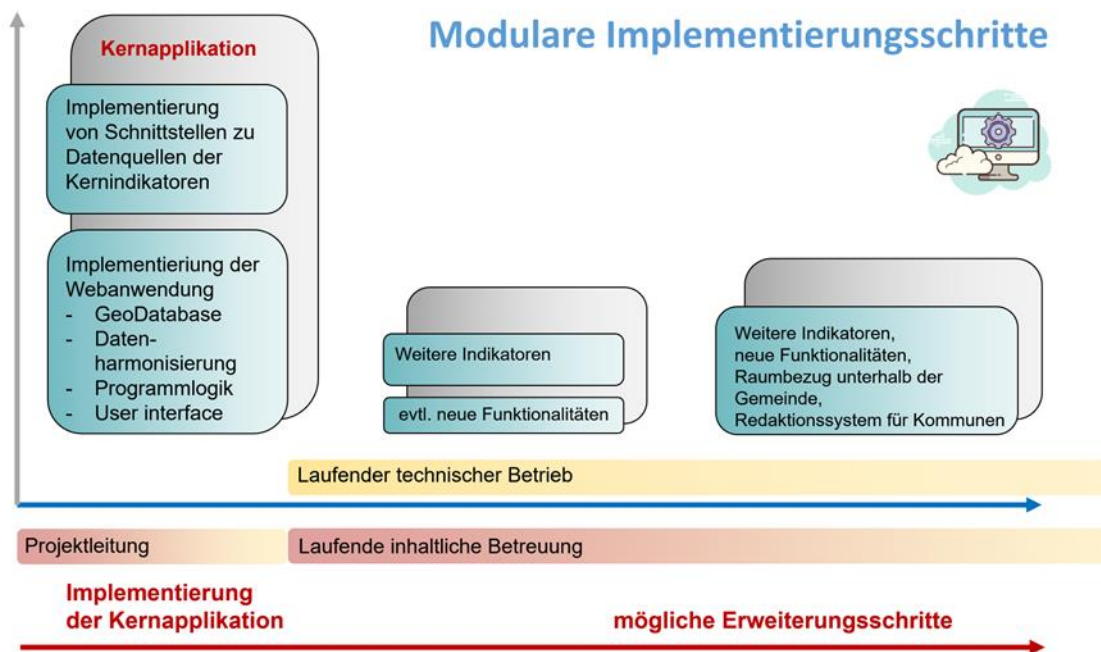 Modulare Implementierungsschritte
Kernapplikation
Implementierung
von Schnittstellen zu
Datenquellen der
Kernindikatoren
Implementieriung der
Webanwendung
- GeoDatabase
- Daten-
harmonisierung
- Programmlogik
- User interface
Weitere Indikatoren
evtl. neue Funktionalitäten
Weitere Indikatoren,
neue Funktionalitäten,
Raumbezug unterhalb der
Gemeinde,
Redaktionssystem für Kommunen
Laufender technischer Betrieb
Projektleitung
Laufende inhaltliche Betreuung
Implementierung
der Kernapplikation
mögliche Erweiterungsschritte